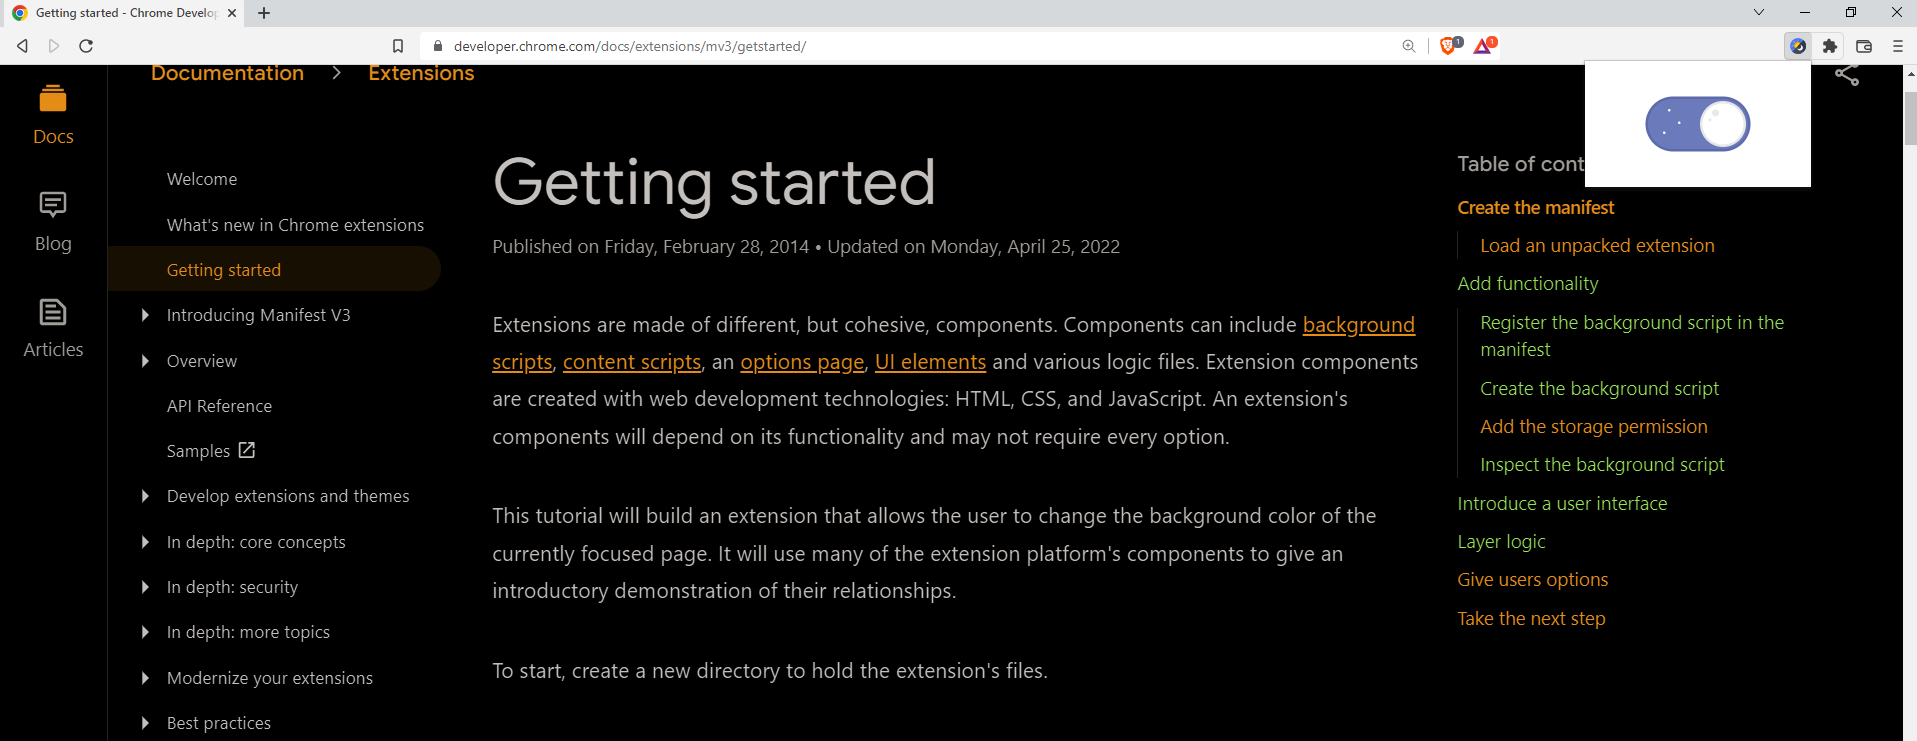 Getting started - Chrome Develo
developer.chrome.com/docs/extensions/mv3/getstarted/
1
1
Documentation
Extensions
Docs
Blog
Articles
Welcome
What's new in Chrome extensions
Getting started
Introducing Manifest V3
Overview
API Reference
Samples
Develop extensions and themes
In depth: core concepts
In depth: security
In depth: more topics
Modernize your extensions
Best practices
Getting started
Published on Friday, February 28, 2014 • Updated on Monday, April 25, 2022
Extensions are made of different, but cohesive, components. Components can include background
scripts, content scripts, an options page, UI elements and various logic files. Extension components
are created with web development technologies: HTML, CSS, and JavaScript. An extension's
components will depend on its functionality and may not require every option.
This tutorial will build an extension that allows the user to change the background color of the
currently focused page. It will use many of the extension platform's components to give an
introductory demonstration of their relationships.
To start, create a new directory to hold the extension's files.
Table of cont
Create the manifest
Load an unpacked extension
Add functionality
Register the background script in the
manifest
Create the background script
Add the storage permission
Inspect the background script
Introduce a user interface
Layer logic
Give users options
Take the next step